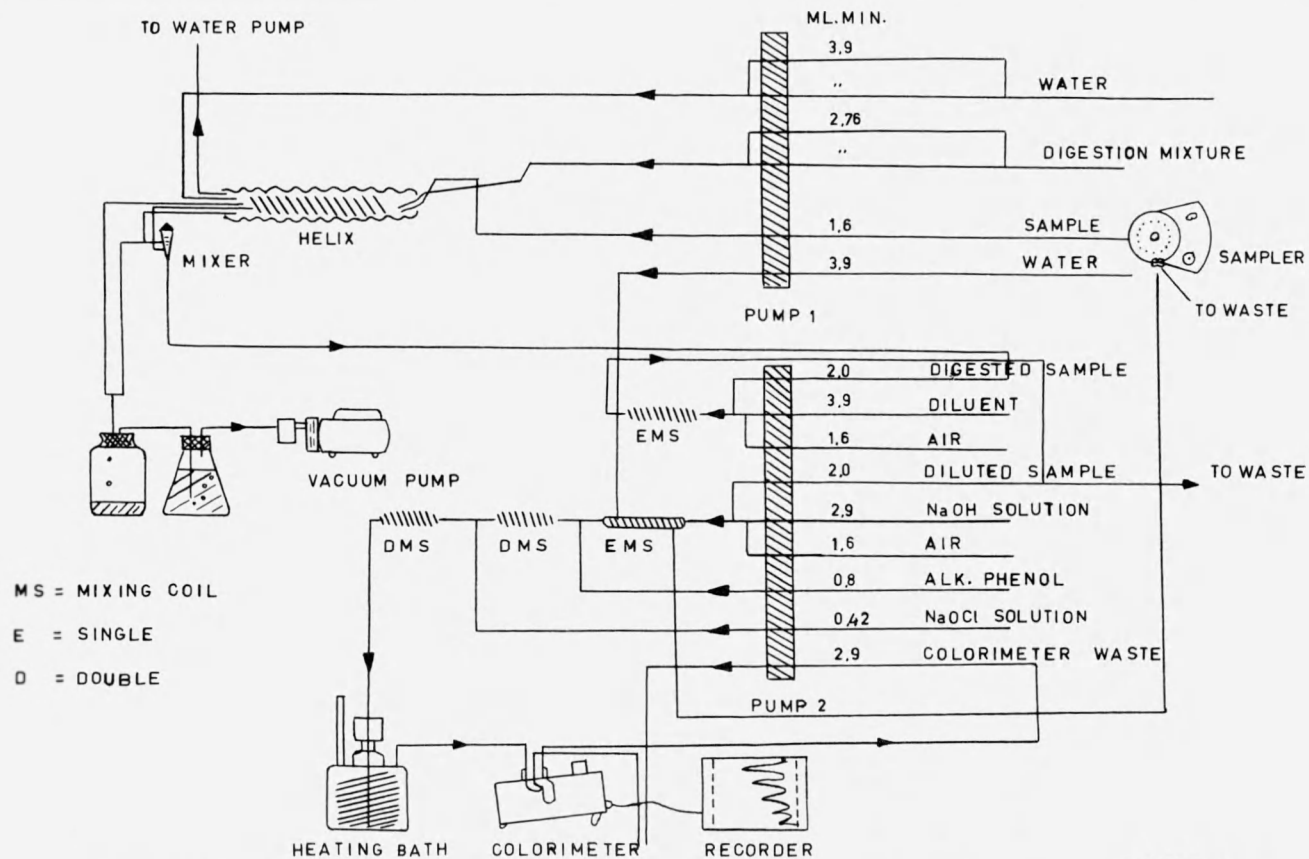 TO WATER PUMP
ML.MIN.
3,9
,, WATER
2,76
,, DIGESTION MIXTURE
HELIX
MIXER
1,6 SAMPLE
SAMPLER
3,9 WATER
TO WASTE
PUMP 1
2,0 DIGESTED SAMPLE
3,9 DILUENT
EMS
1,6 AIR
VACUUM PUMP
2,0 DILUTED SAMPLE
TO WASTE
2,9 NaOH SOLUTION
DMS DMS EMS
1,6 AIR
0,8 ALK. PHENOL
MS = MIXING COIL
0,42 NaOCl SOLUTION
E = SINGLE
2,9 COLORIMETER WASTE
D = DOUBLE
PUMP 2
HEATING BATH COLORIMETER RECORDER